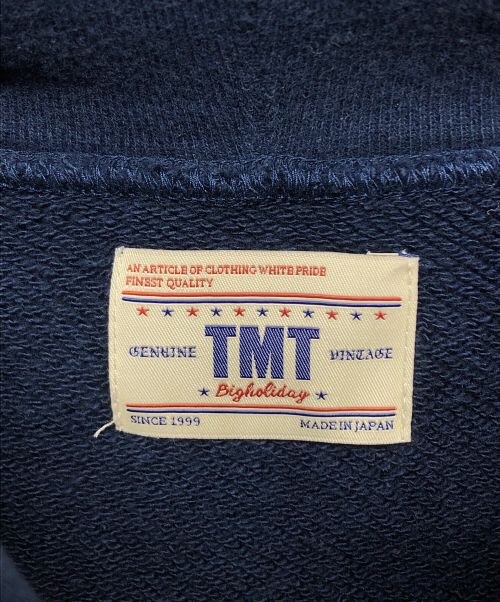 AN ARTICLE OF CLOTHING WHITE PRIDE
FINEST QUALITY
GENUINE TMT VINTAGE
Bigholiday
SINCE 1999 MADE IN JAPAN